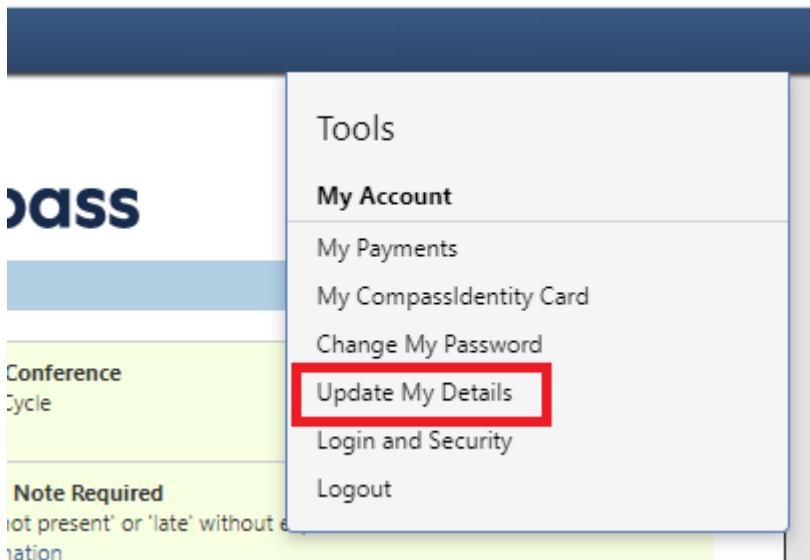 Tools
My Account
pass
My Payments
My CompassIdentity Card
Change My Password
Conference
Update My Details
Cycle
Login and Security
Note Required
Logout
not present' or 'late' without